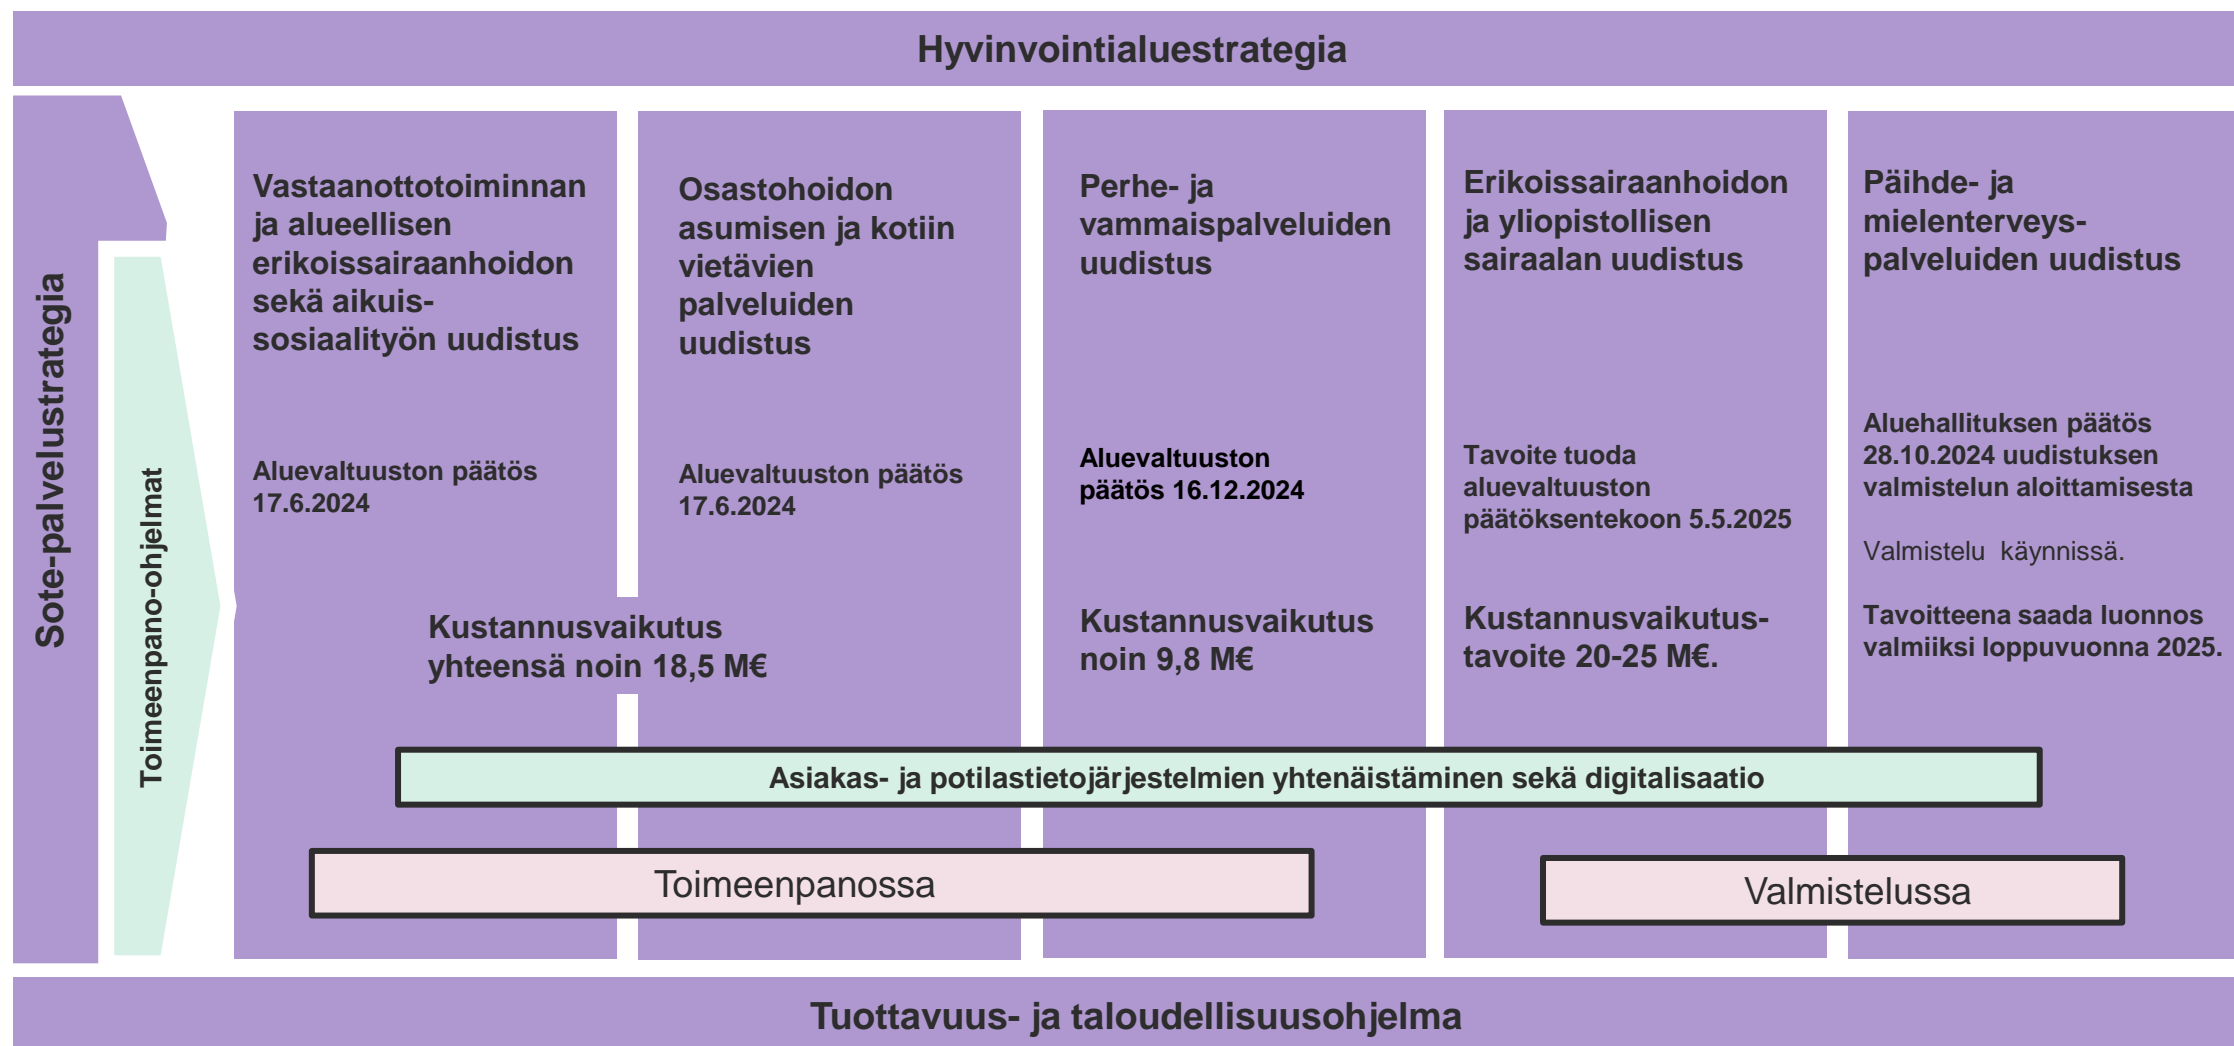 Hyvinvointialuestrategia
Sote-palvelustrategia
Toimeenpano-ohjelmat
Vastaanottotoiminnan
ja alueellisen
erikoissairaanhoidon
sekä aikuis-
sosiaalityön uudistus
Aluevaltuuston päätös
17.6.2024
Osastohoidon
asumisen ja kotiin
vietävien
palveluiden
uudistus
Aluevaltuuston päätös
17.6.2024
Kustannusvaikutus
yhteensä noin 18,5 M€
Perhe- ja
vammaispalveluiden
uudistus
Aluevaltuuston
päätös 16.12.2024
Kustannusvaikutus
noin 9,8 M€
Erikoissairaanhoidon
ja yliopistollisen
sairaalan uudistus
Tavoite tuoda
aluevaltuuston
päätöksentekoon 5.5.2025
Kustannusvaikutus-
tavoite 20-25 M€.
Päihde- ja
mielenterveys-
palveluiden uudistus
Aluehallituksen päätös
28.10.2024 uudistuksen
valmistelun aloittamisesta
Valmistelu käynnissä.
Tavoitteena saada luonnos
valmiiksi loppuvuonna 2025.
Asiakas- ja potilastietojärjestelmien yhtenäistäminen sekä digitalisaatio
Toimeenpanossa
Valmistelussa
Tuottavuus- ja taloudellisuusohjelma